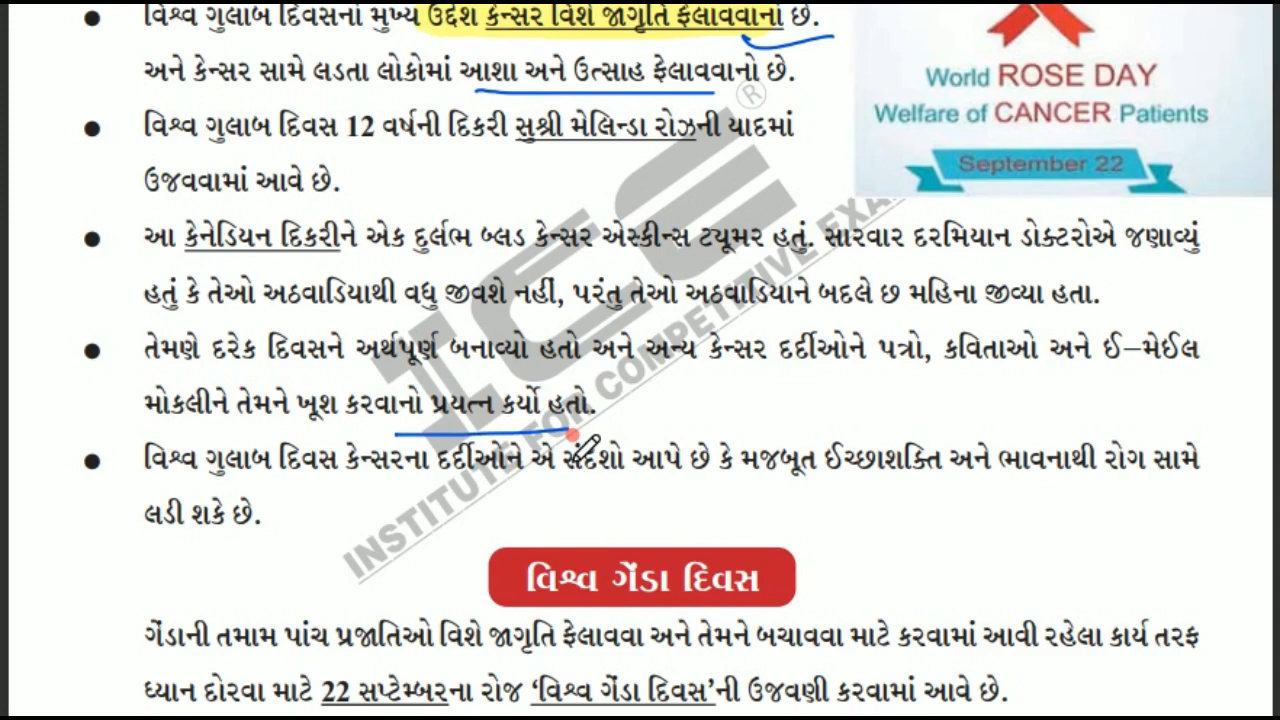 વિશ્વ ગુલાબ દિવસનો મુખ્ય ઉદ્દેશ કેન્સર વિશે જાગૃતિ ફેલાવવાનો છે.
અને કેન્સર સામે લડતા લોકોમાં આશા અને ઉત્સાહ ફેલાવવાનો છે.
World ROSE DAY
Welfare of CANCER Patients
September 22
વિશ્વ ગુલાબ દિવસ 12 વર્ષની દિકરી સુશ્રી મેલિન્ડા રોઝની યાદમાં
ઉજવવામાં આવે છે.
આ કેનેડિયન દિકરીને એક દુર્લભ બ્લડ કેન્સર એસ્કીન્સ ટયૂમર હતું. સારવાર દરમિયાન ડોક્ટરોએ જણાવ્યું
હતું કે તેઓ અઠવાડિયાથી વધુ જીવશે નહીં, પરંતુ તેઓ અઠવાડિયાને બદલે છ મહિના જીવ્યા હતા.
તેમણે દરેક દિવસને અર્થપૂર્ણ બનાવ્યો હતો અને અન્ય કેન્સર દર્દીઓને પત્રો, કવિતાઓ અને ઈ–મેઈલ
મોકલીને તેમને ખૂશ કરવાનો પ્રયત્ન કર્યો હતો.
વિશ્વ ગુલાબ દિવસ કેન્સરના દર્દીઓને એ સંદેશો આપે છે કે મજબૂત ઈચ્છાશક્તિ અને ભાવનાથી રોગ સામે
લડી શકે છે.
વિશ્વ ગેંડા દિવસ
ગેંડાની તમામ પાંચ પ્રજાતિઓ વિશે જાગૃતિ ફેલાવવા અને તેમને બચાવવા માટે કરવામાં આવી રહેલા કાર્ય તરફ
ધ્યાન દોરવા માટે 22 સપ્ટેમ્બરના રોજ ‘વિશ્વ ગેંડા દિવસ’ની ઉજવણી કરવામાં આવે છે.
ICE ®
INSTITUTE FOR COMPETITIVE